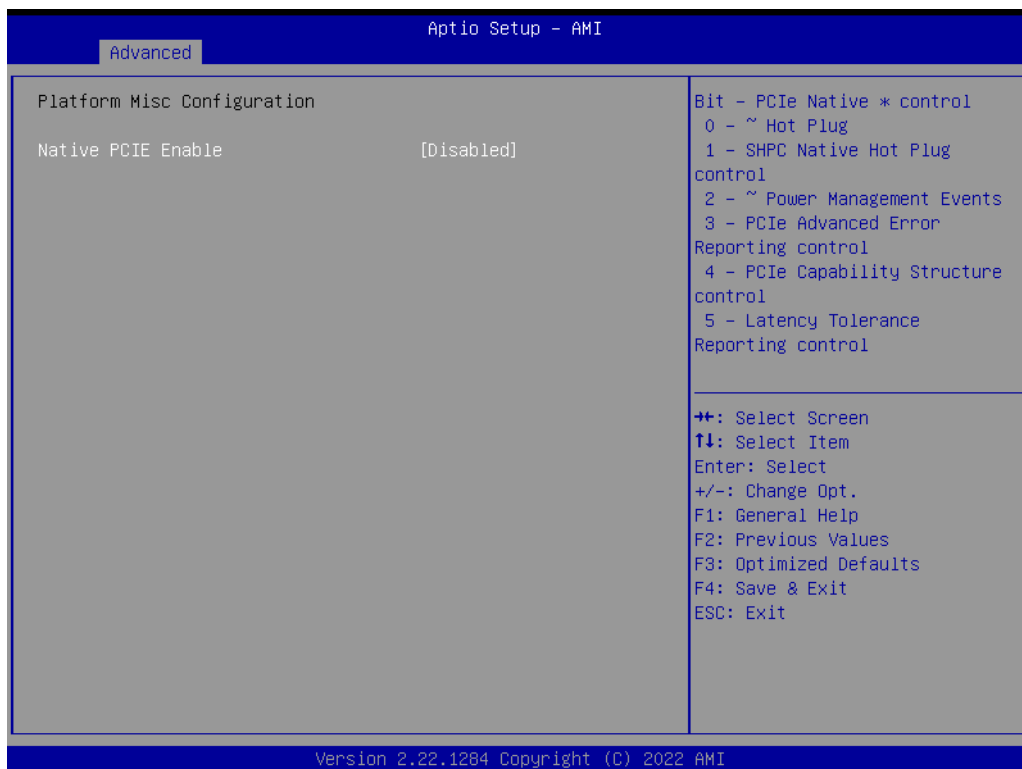 Aptio Setup – AMI
Advanced
Platform Misc Configuration
Native PCIE Enable [Disabled]
Bit – PCIe Native * control
0 – ~ Hot Plug
1 – SHPC Native Hot Plug
control
2 – ~ Power Management Events
3 – PCIe Advanced Error
Reporting control
4 – PCIe Capability Structure
control
5 – Latency Tolerance
Reporting control
→←: Select Screen
↑↓: Select Item
Enter: Select
+/-: Change Opt.
F1: General Help
F2: Previous Values
F3: Optimized Defaults
F4: Save & Exit
ESC: Exit
Version 2.22.1284 Copyright (C) 2022 AMI